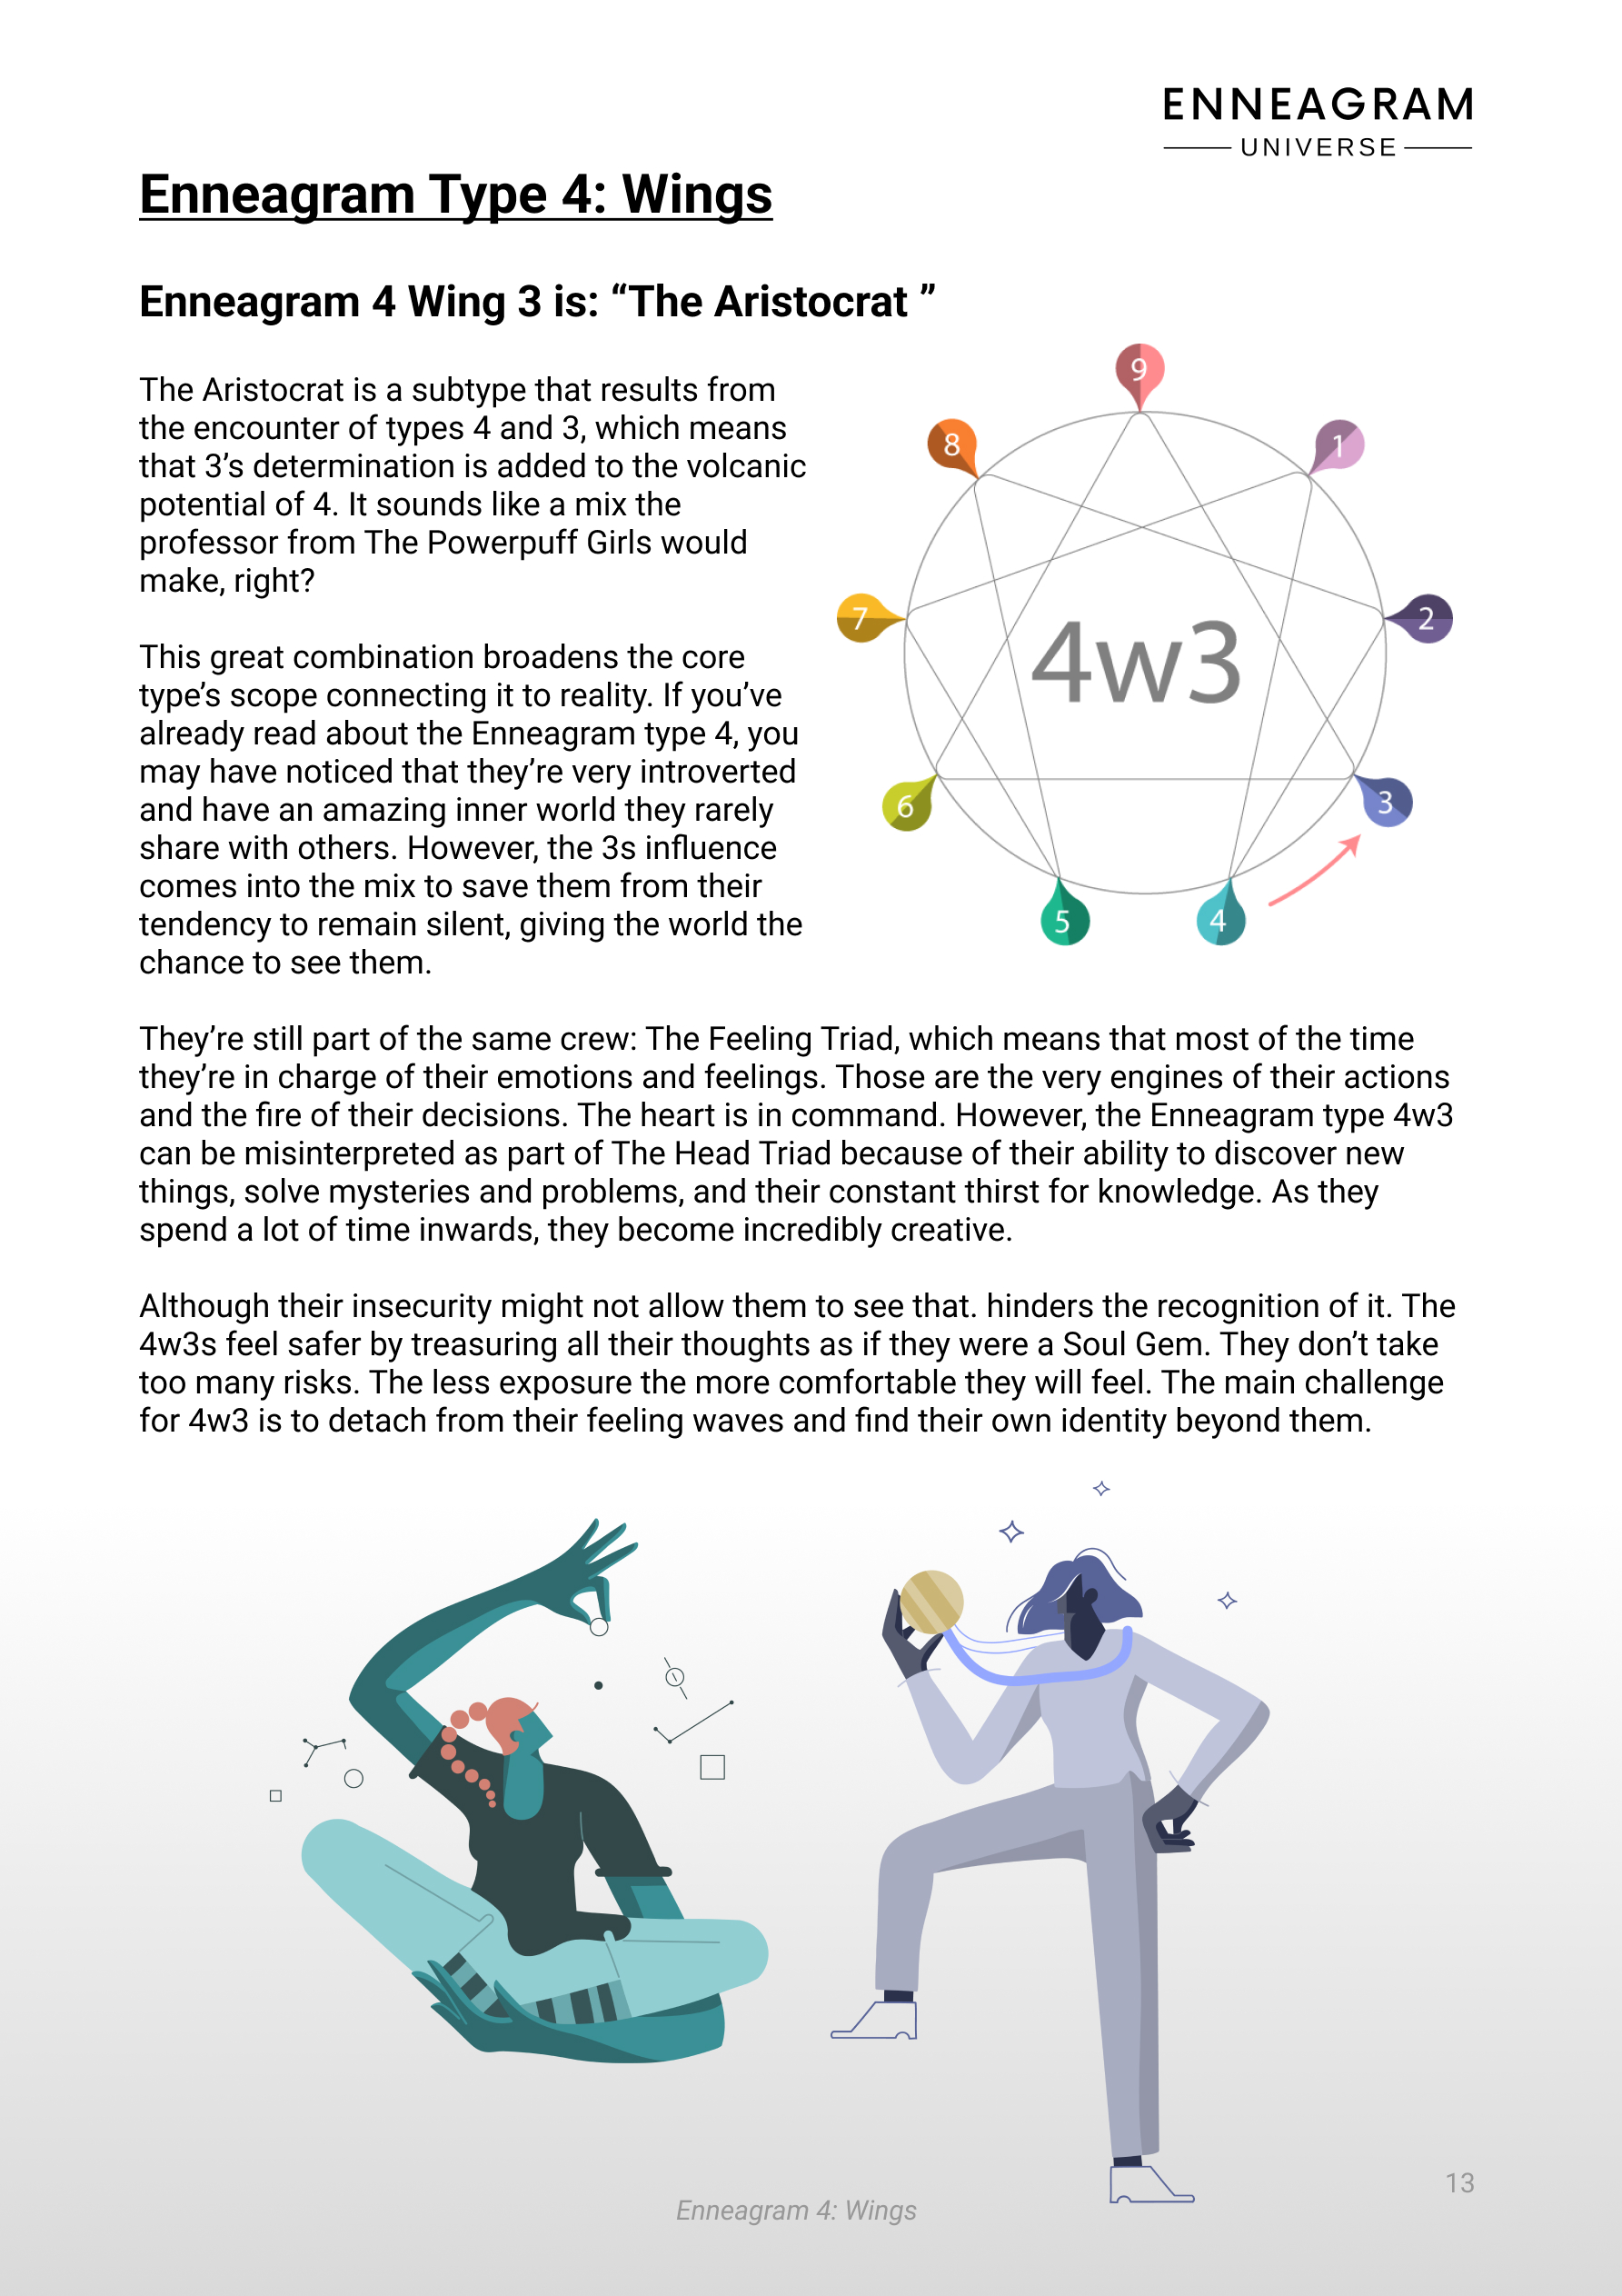 ENNEAGRAM
UNIVERSE
Enneagram Type 4: Wings
Enneagram 4 Wing 3 is: “The Aristocrat ”
The Aristocrat is a subtype that results from
the encounter of types 4 and 3, which means
that 3’s determination is added to the volcanic
potential of 4. It sounds like a mix the
professor from The Powerpuff Girls would
make, right?
This great combination broadens the core
type’s scope connecting it to reality. If you’ve
already read about the Enneagram type 4, you
may have noticed that they’re very introverted
and have an amazing inner world they rarely
share with others. However, the 3s influence
comes into the mix to save them from their
tendency to remain silent, giving the world the
chance to see them.
9
8
1
7
2
4w3
6
3
5
4
They’re still part of the same crew: The Feeling Triad, which means that most of the time
they’re in charge of their emotions and feelings. Those are the very engines of their actions
and the fire of their decisions. The heart is in command. However, the Enneagram type 4w3
can be misinterpreted as part of The Head Triad because of their ability to discover new
things, solve mysteries and problems, and their constant thirst for knowledge. As they
spend a lot of time inwards, they become incredibly creative.
Although their insecurity might not allow them to see that. hinders the recognition of it. The
4w3s feel safer by treasuring all their thoughts as if they were a Soul Gem. They don’t take
too many risks. The less exposure the more comfortable they will feel. The main challenge
for 4w3 is to detach from their feeling waves and find their own identity beyond them.
13
Enneagram 4: Wings